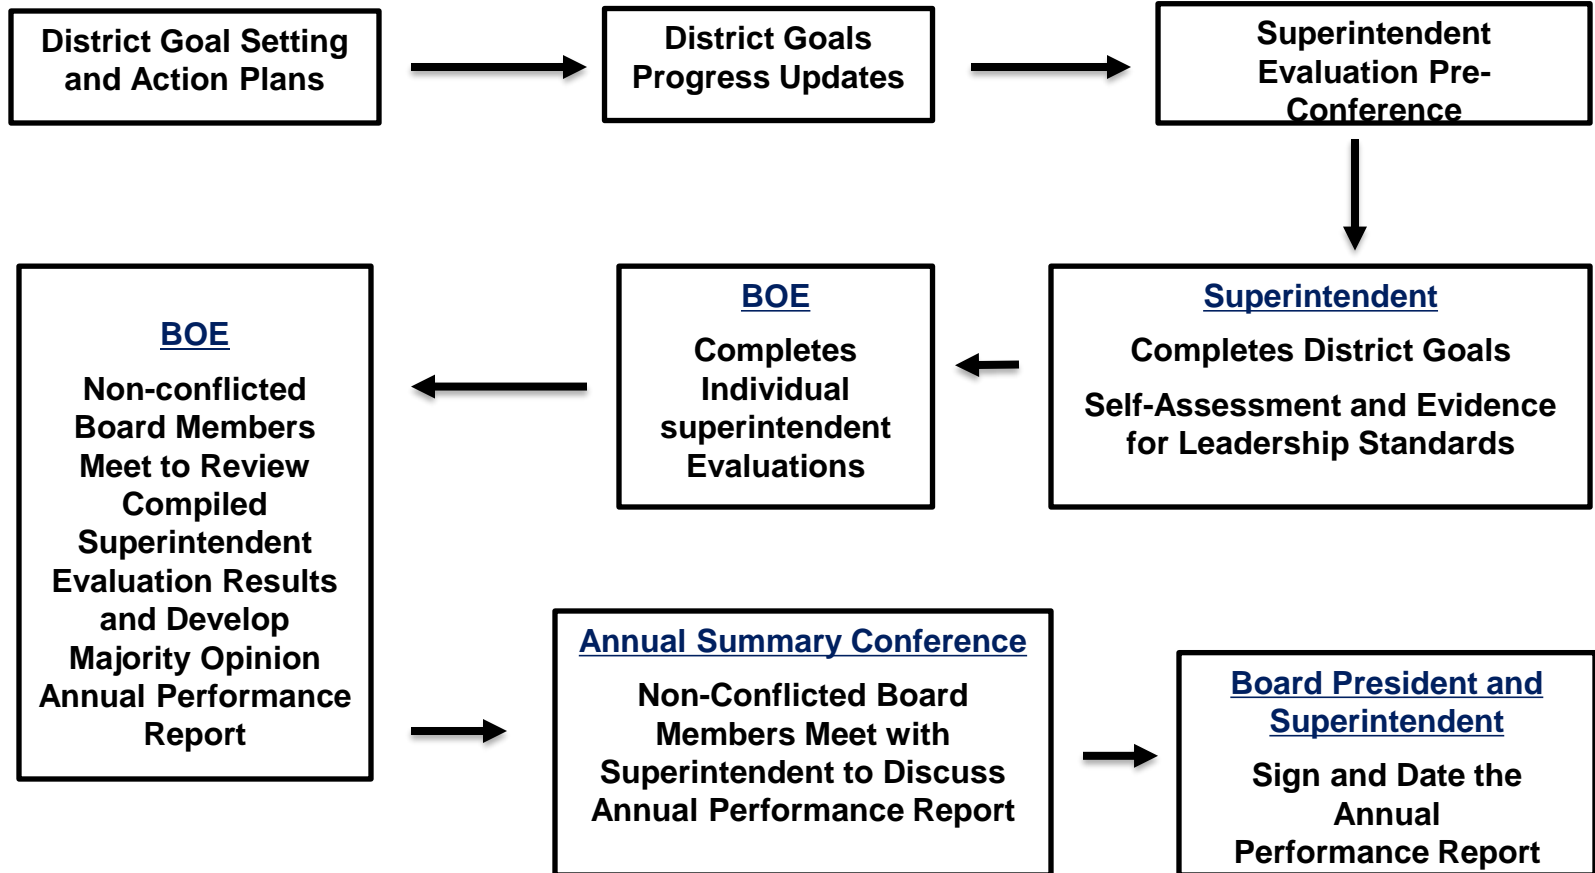 District Goal Setting
and Action Plans
District Goals
Progress Updates
Superintendent
Evaluation Pre-
Conference
Superintendent
Completes District Goals
Self-Assessment and Evidence
for Leadership Standards
BOE
Completes
Individual
superintendent
Evaluations
BOE
Non-conflicted
Board Members
Meet to Review
Compiled
Superintendent
Evaluation Results
and Develop
Majority Opinion
Annual Performance
Report
Annual Summary Conference
Non-Conflicted Board
Members Meet with
Superintendent to Discuss
Annual Performance Report
Board President and
Superintendent
Sign and Date the
Annual
Performance Report